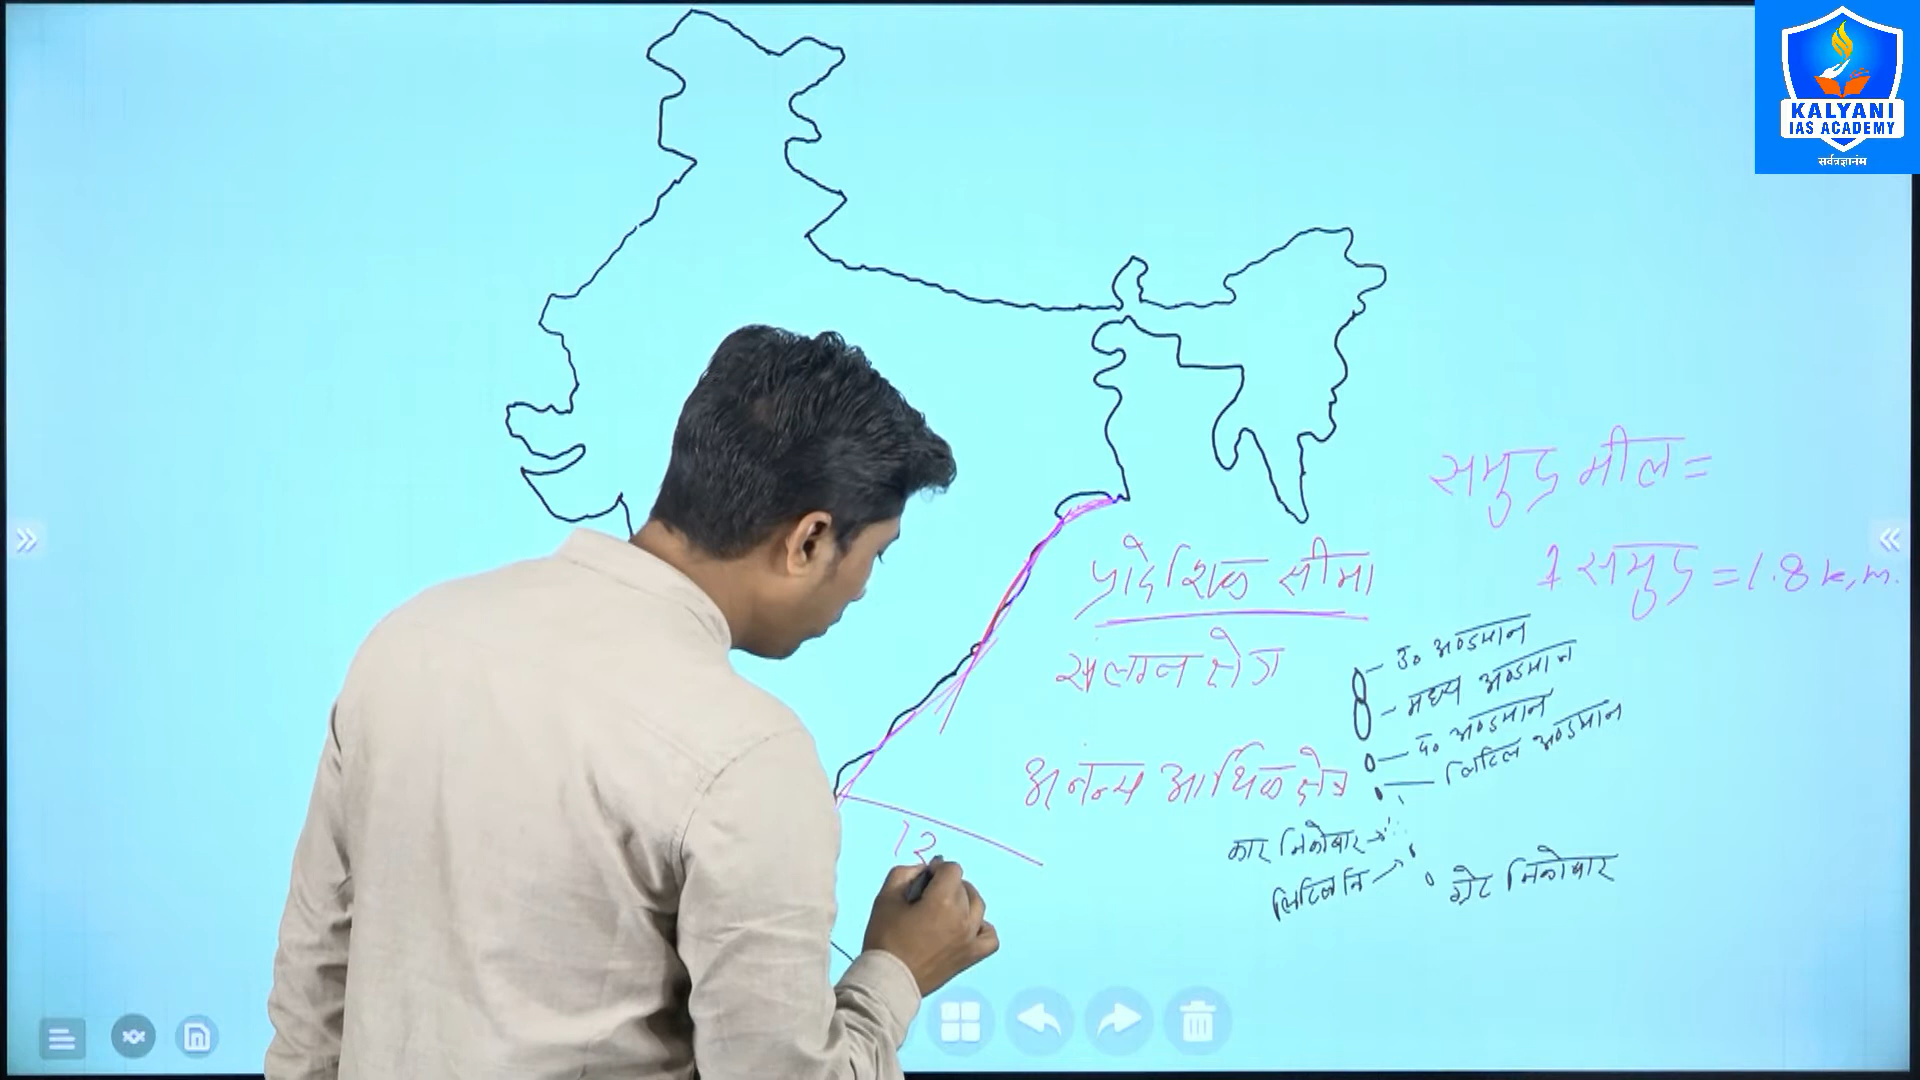 KALYANI
IAS ACADEMY
सर्वत्रज्ञानंम
समुद्र मील =
1 समुद्र = 1.8 k.m.
प्रादेशिक सीमा
संलग्न क्षेत्र
अनन्य आर्थिक क्षेत्र
12
उ० अण्डमान
मध्य अण्डमान
द० अण्डमान
लिटिल अण्डमान
कार निकोबार
लिटिल नि
ग्रेट निकोबार